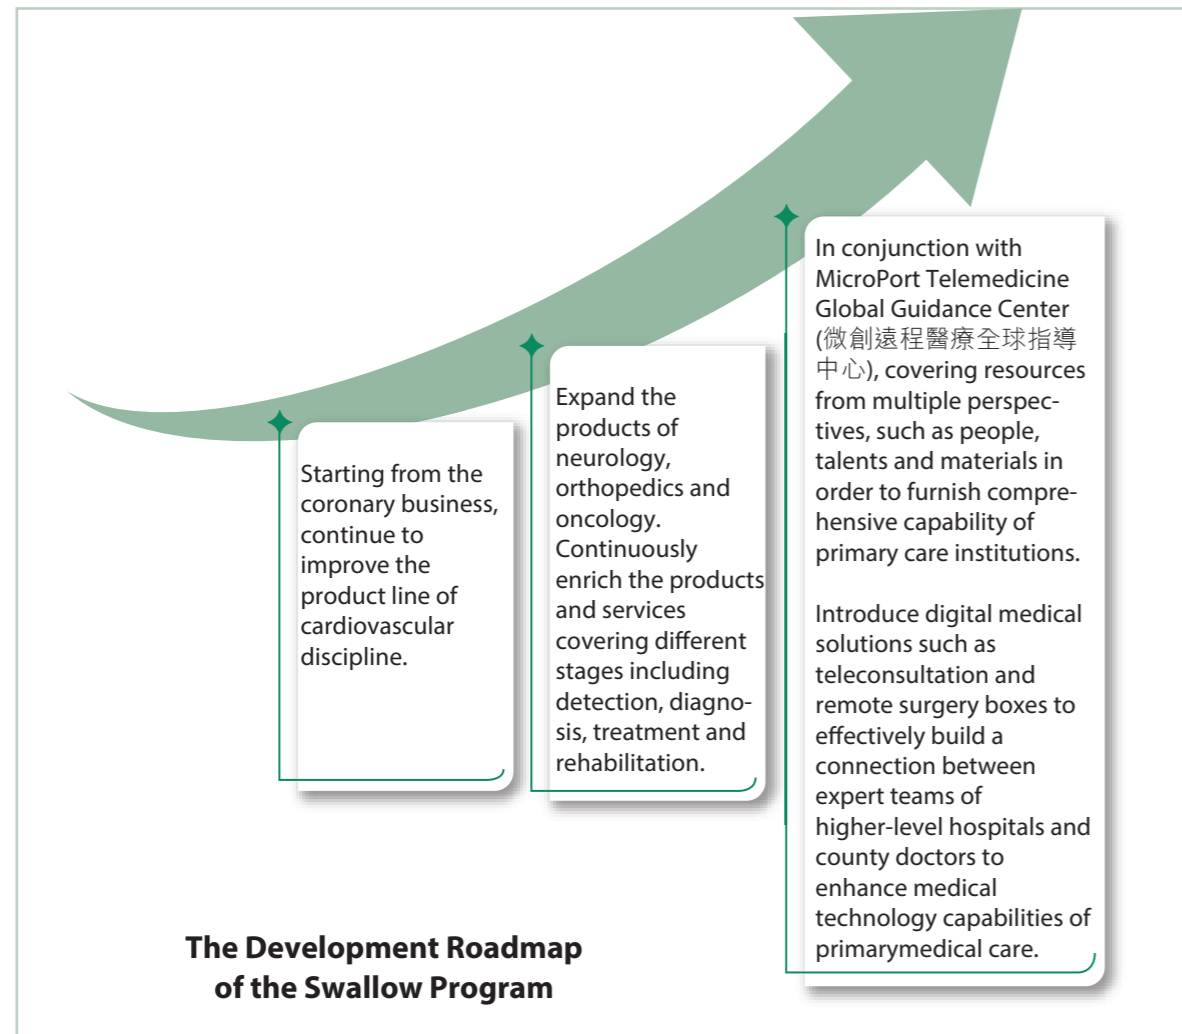 Starting from the
coronary business,
continue to
improve the
product line of
cardiovascular
discipline.
Expand the
products of
neurology,
orthopedics and
oncology.
Continuously
enrich the products
and services
covering different
stages including
detection, diagno-
sis, treatment and
rehabilitation.
In conjunction with
MicroPort Telemedicine
Global Guidance Center
(微創遠程醫療全球指導
中心), covering resources
from multiple perspec-
tives, such as people,
talents and materials in
order to furnish compre-
hensive capability of
primary care institutions.
Introduce digital medical
solutions such as
teleconsultation and
remote surgery boxes to
effectively build a
connection between
expert teams of
higher-level hospitals and
county doctors to
enhance medical
technology capabilities of
primarymedical care.
The Development Roadmap
of the Swallow Program